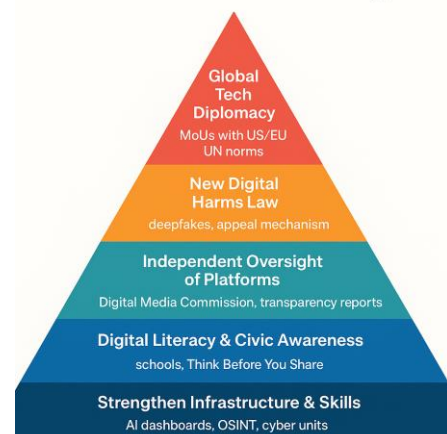 Global
Tech
Diplomacy
MoUs with US/EU
UN norms
New Digital
Harms Law
deepfakes, appeal mechanism
Independent Oversight
of Platforms
Digital Media Commission, transparency reports
Digital Literacy & Civic Awareness
schools, Think Before You Share
Strengthen Infrastructure & Skills
AI dashboards, OSINT, cyber units